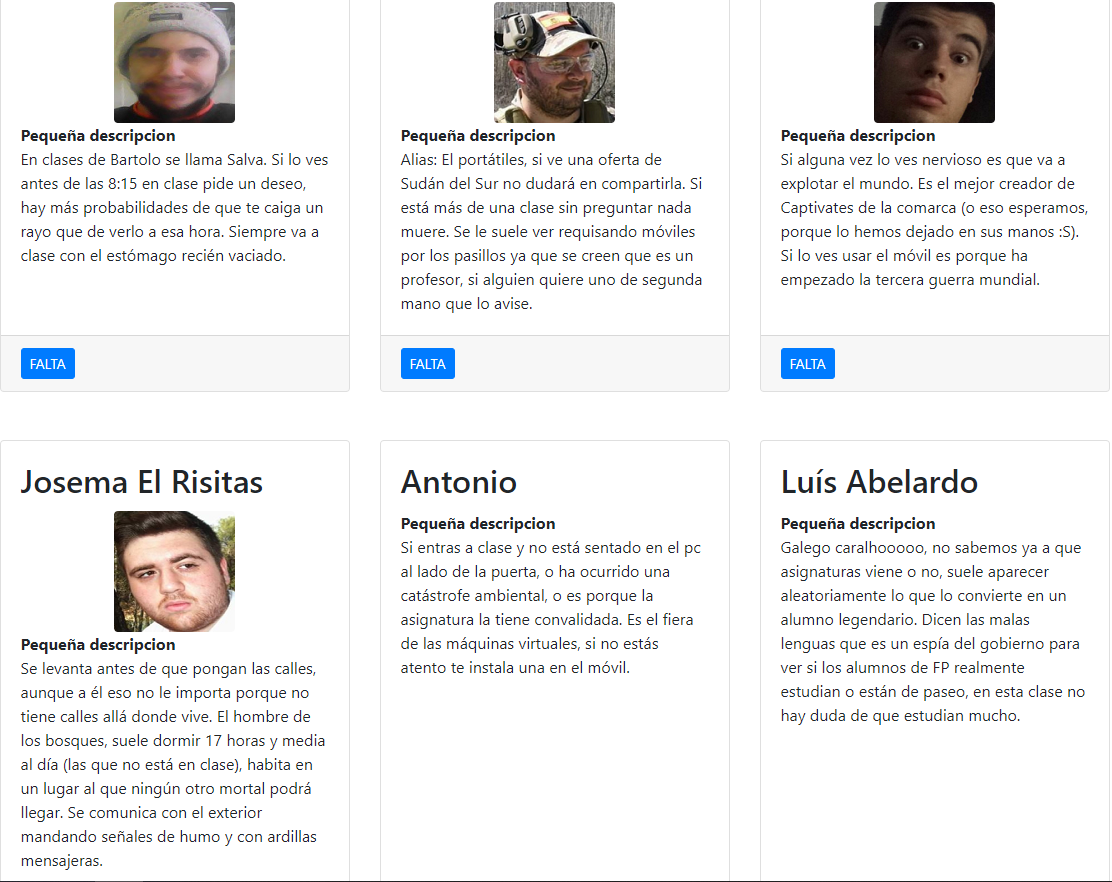 Pequeña descripcion
En clases de Bartolo se llama Salva. Si lo ves
antes de las 8:15 en clase pide un deseo,
hay más probabilidades de que te caiga un
rayo que de verlo a esa hora. Siempre va a
clase con el estómago recién vaciado.
FALTA
Pequeña descripcion
Alias: El portátiles, si ve una oferta de
Sudán del Sur no dudará en compartirla. Si
está más de una clase sin preguntar nada
muere. Se le suele ver requisando móviles
por los pasillos ya que se creen que es un
profesor, si alguien quiere uno de segunda
mano que lo avise.
FALTA
Pequeña descripcion
Si alguna vez lo ves nervioso es que va a
explotar el mundo. Es el mejor creador de
Captivates de la comarca (o eso esperamos,
porque lo hemos dejado en sus manos :S).
Si lo ves usar el móvil es porque ha
empezado la tercera guerra mundial.
FALTA
Josema El Risitas
Pequeña descripcion
Se levanta antes de que pongan las calles,
aunque a él eso no le importa porque no
tiene calles allá donde vive. El hombre de
los bosques, suele dormir 17 horas y media
al día (las que no está en clase), habita en
un lugar al que ningún otro mortal podrá
llegar. Se comunica con el exterior
mandando señales de humo y con ardillas
mensajeras.
Antonio
Pequeña descripcion
Si entras a clase y no está sentado en el pc
al lado de la puerta, o ha ocurrido una
catástrofe ambiental, o es porque la
asignatura la tiene convalidada. Es el fiera
de las máquinas virtuales, si no estás
atento te instala una en el móvil.
Luís Abelardo
Pequeña descripcion
Galego caralhooooo, no sabemos ya a que
asignaturas viene o no, suele aparecer
aleatoriamente lo que lo convierte en un
alumno legendario. Dicen las malas
lenguas que es un espía del gobierno para
ver si los alumnos de FP realmente
estudian o están de paseo, en esta clase no
hay duda de que estudian mucho.